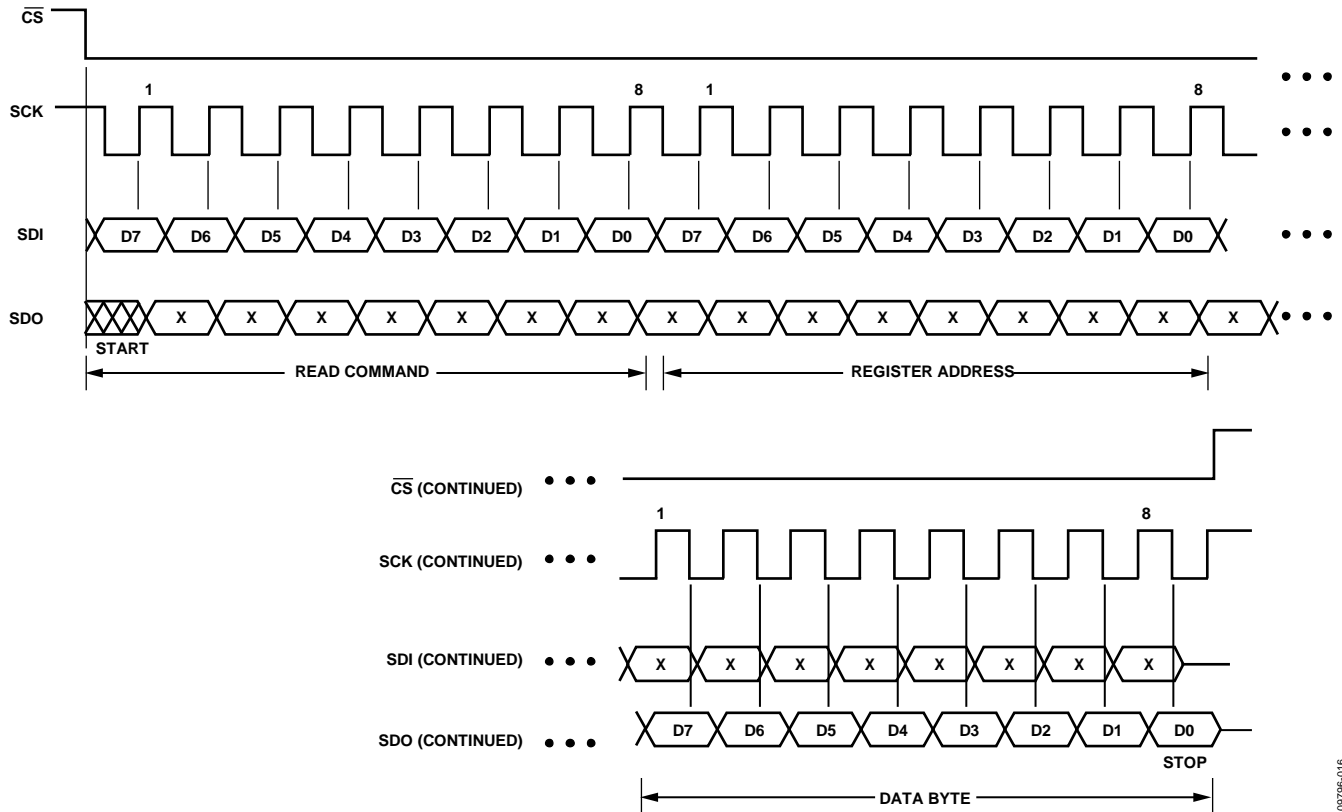 CS
1 8 1 8
SCK
SDI D7 D6 D5 D4 D3 D2 D1 D0 D7 D6 D5 D4 D3 D2 D1 D0
SDO X X X X X X X X X X X X X X X X
START
READ COMMAND REGISTER ADDRESS
CS (CONTINUED)
1 8
SCK (CONTINUED)
SDI (CONTINUED) X X X X X X X X
SDO (CONTINUED) D7 D6 D5 D4 D3 D2 D1 D0
STOP
DATA BYTE